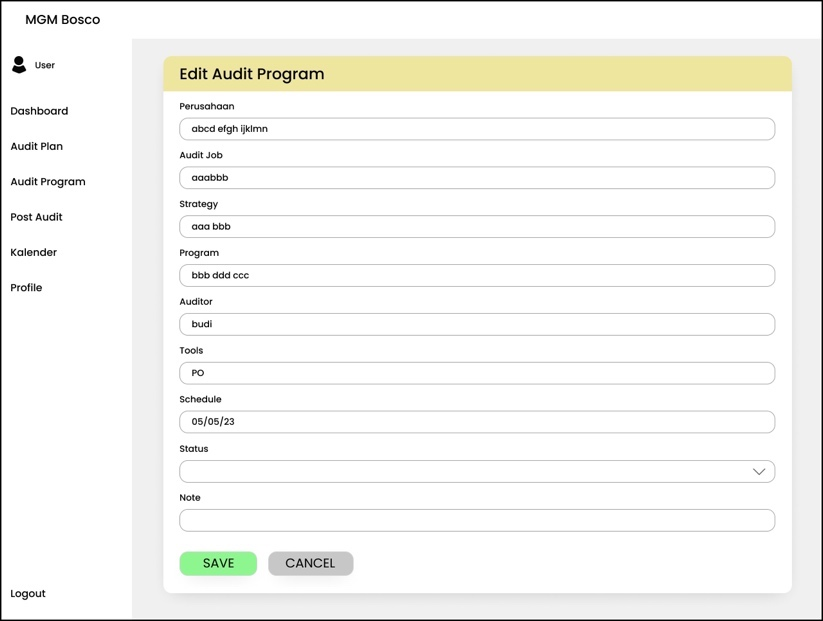 MGM Bosco
User
Dashboard
Audit Plan
Audit Program
Post Audit
Kalender
Profile
Logout
Edit Audit Program
Perusahaan
abcd efgh ijklmn
Audit Job
aaabbb
Strategy
aaa bbb
Program
bbb ddd ccc
Auditor
budi
Tools
PO
Schedule
05/05/23
Status
Note
SAVE
CANCEL